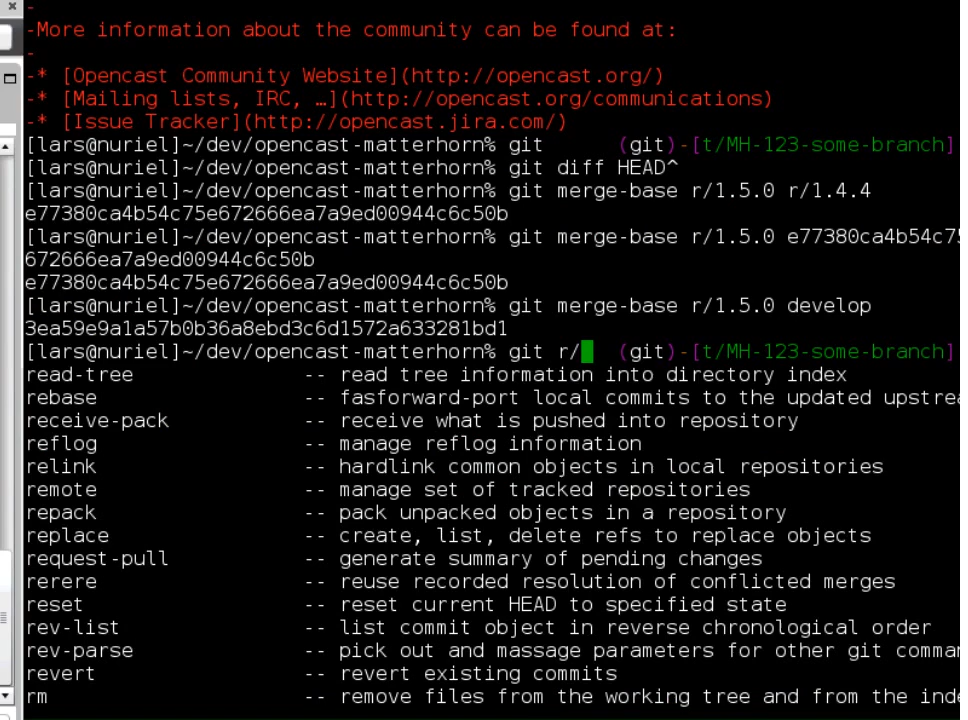 -
-More information about the community can be found at:
-
-* [Opencast Community Website](http://opencast.org/)
-* [Mailing lists, IRC, …](http://opencast.org/communications)
-* [Issue Tracker](http://opencast.jira.com/)
[lars@nuriel]~/dev/opencast-matterhorn% git (git)-[t/MH-123-some-branch]
[lars@nuriel]~/dev/opencast-matterhorn% git diff HEAD^
[lars@nuriel]~/dev/opencast-matterhorn% git merge-base r/1.5.0 r/1.4.4
e77380ca4b54c75e672666ea7a9ed00944c6c50b
[lars@nuriel]~/dev/opencast-matterhorn% git merge-base r/1.5.0 e77380ca4b54c75
672666ea7a9ed00944c6c50b
e77380ca4b54c75e672666ea7a9ed00944c6c50b
[lars@nuriel]~/dev/opencast-matterhorn% git merge-base r/1.5.0 develop
3ea59e9a1a57b0b36a8ebd3c6d1572a633281bd1
[lars@nuriel]~/dev/opencast-matterhorn% git r/ (git)-[t/MH-123-some-branch]
read-tree -- read tree information into directory index
rebase -- fasforward-port local commits to the updated upstrea
receive-pack -- receive what is pushed into repository
reflog -- manage reflog information
relink -- hardlink common objects in local repositories
remote -- manage set of tracked repositories
repack -- pack unpacked objects in a repository
replace -- create, list, delete refs to replace objects
request-pull -- generate summary of pending changes
rerere -- reuse recorded resolution of conflicted merges
reset -- reset current HEAD to specified state
rev-list -- list commit object in reverse chronological order
rev-parse -- pick out and massage parameters for other git comman
revert -- revert existing commits
rm -- remove files from the working tree and from the inde